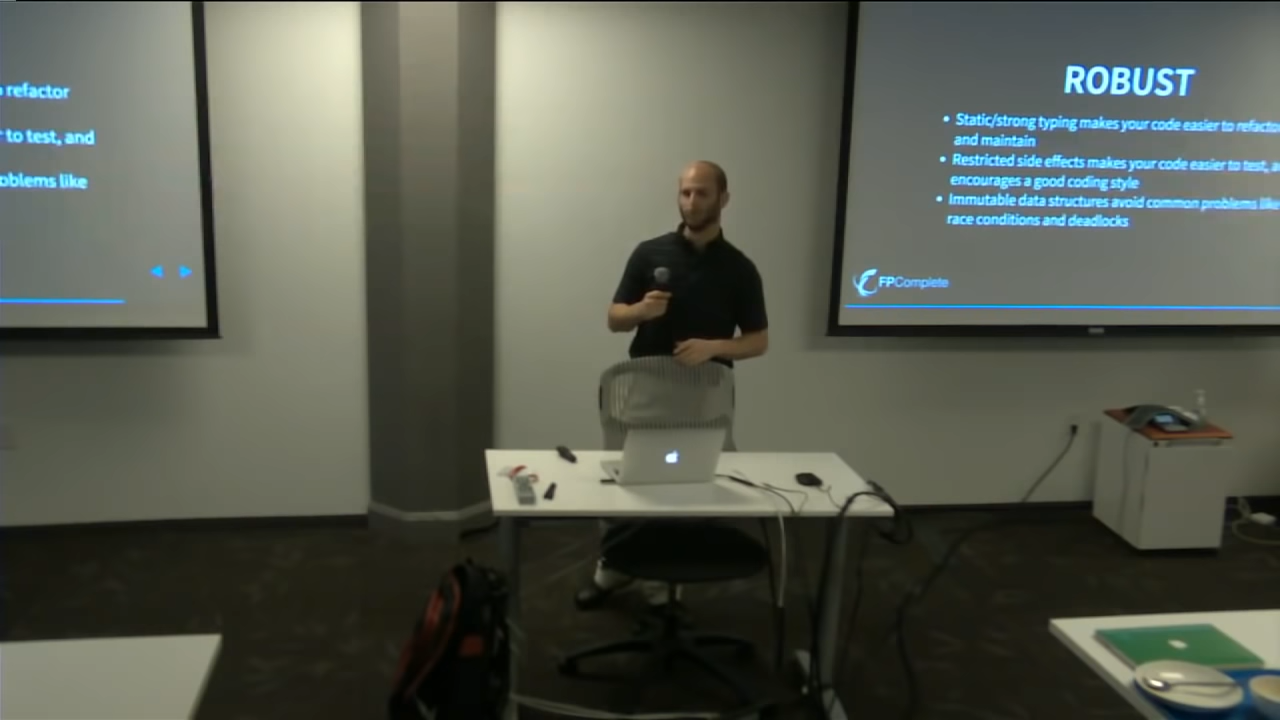 refactor
to test, and
oblems like
ROBUST
• Static/strong typing makes your code easier to refactor
and maintain
• Restricted side effects makes your code easier to test, a
encourages a good coding style
• Immutable data structures avoid common problems like
race conditions and deadlocks
FPComplete